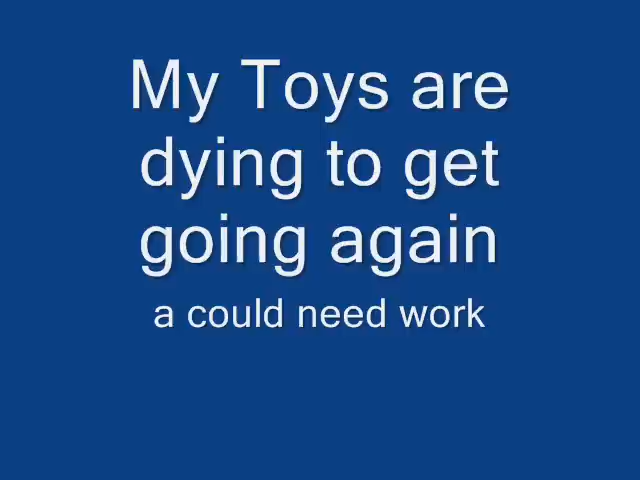 My Toys are
dying to get
going again
a could need work